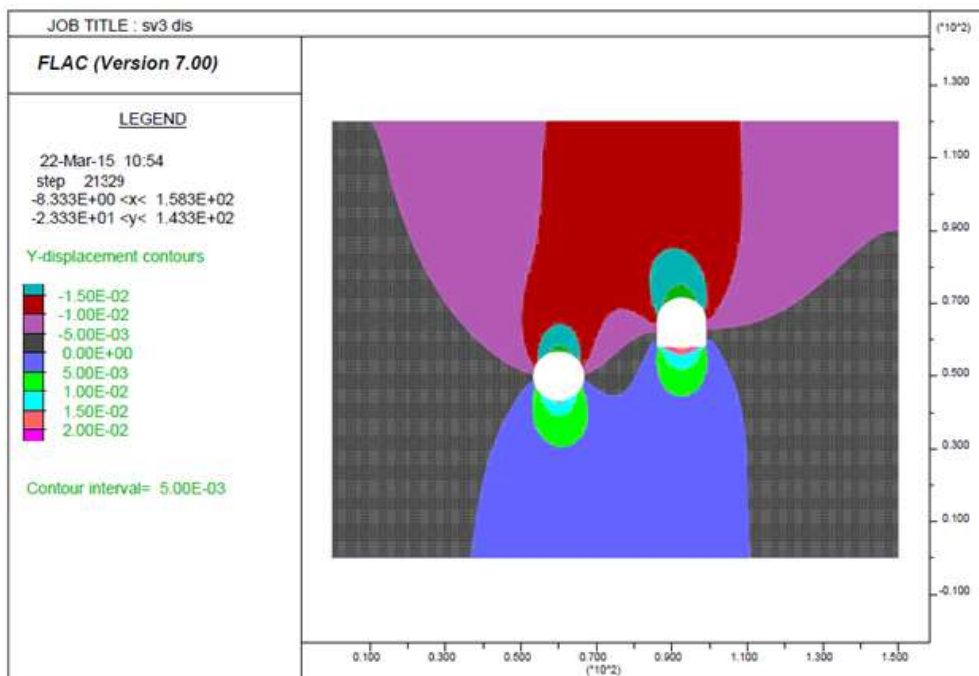 JOB TITLE : sv3 dis
FLAC (Version 7.00)
LEGEND
22-Mar-15 10:54
step 21329
-8.333E+00 <x< 1.583E+02
-2.333E+01 <y< 1.433E+02
Y-displacement contours
-1.50E-02
-1.00E-02
-5.00E-03
0.00E+00
5.00E-03
1.00E-02
1.50E-02
2.00E-02
Contour interval= 5.00E-03
(*10^2)
1.300
1.100
0.900
0.700
0.500
0.300
0.100
-0.100
0.100 0.300 0.500 0.700 0.900 1.100 1.300 1.500
(*10^2)